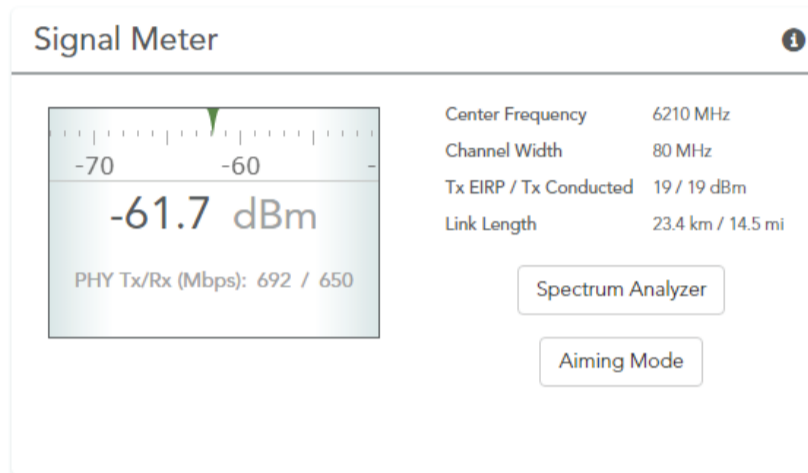 Signal Meter
-70 -60 -
-61.7 dBm
PHY Tx/Rx (Mbps): 692 / 650
Center Frequency 6210 MHz
Channel Width 80 MHz
Tx EIRP / Tx Conducted 19 / 19 dBm
Link Length 23.4 km / 14.5 mi
Spectrum Analyzer
Aiming Mode